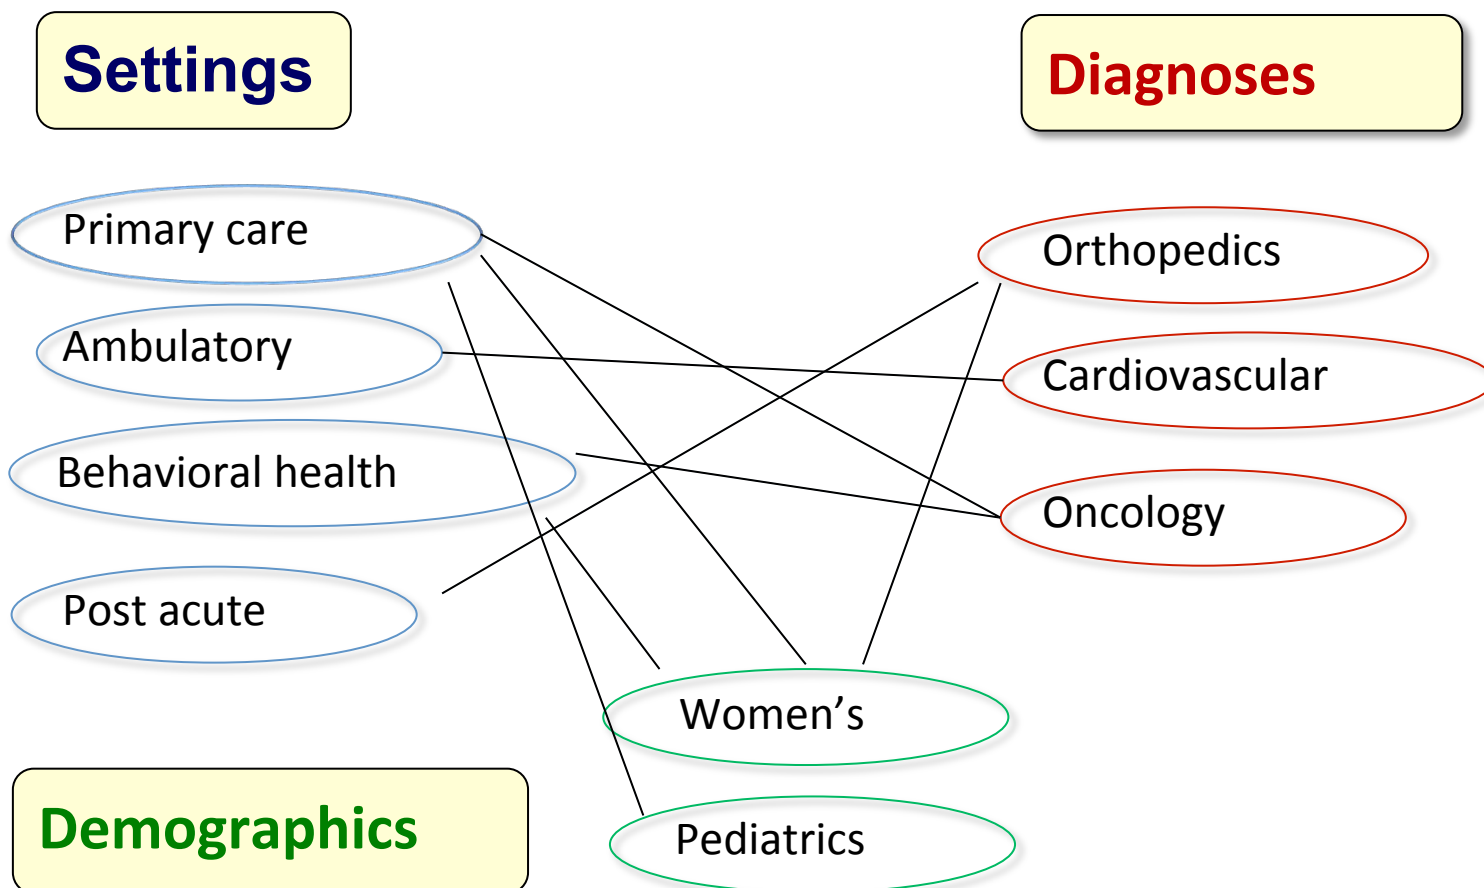 Settings
Diagnoses
Primary care
Orthopedics
Ambulatory
Cardiovascular
Behavioral health
Oncology
Post acute
Women’s
Demographics
Pediatrics